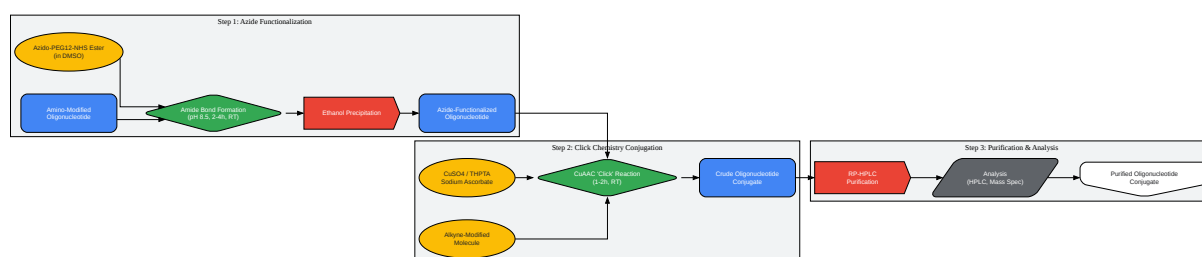 Step 1: Azide Functionalization
Azido-PEG12-NHS Ester
(in DMSO)
Amino-Modified
Oligonucleotide
Amide Bond Formation
(pH 8.5, 2-4h, RT)
Ethanol Precipitation
Azide-Functionalized
Oligonucleotide
Step 2: Click Chemistry Conjugation
CuSO4 / THPTA
Sodium Ascorbate
CuAAC 'Click' Reaction
(1-2h, RT)
Crude Oligonucleotide
Conjugate
Alkyne-Modified
Molecule
Step 3: Purification & Analysis
RP-HPLC
Purification
Analysis
(HPLC, Mass Spec)
Purified Oligonucleotide
Conjugate